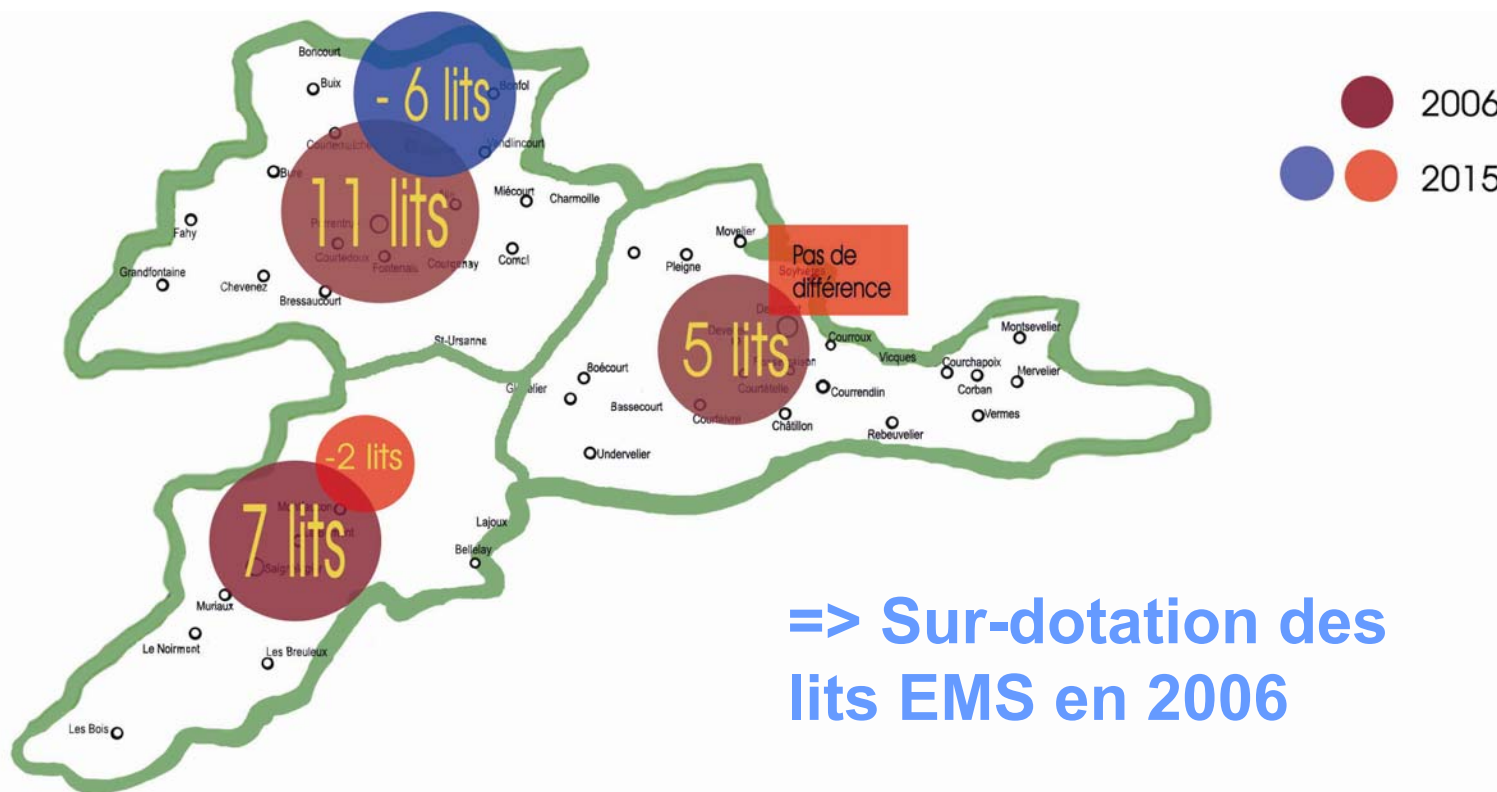 Boncourt
Buix
- 6 lits
Bonfol
2006
Vendlincourt
2015
Bure
11 lits
Miécourt
Charmoille
Fahy
Courtedoux
Fontenais
Courgenay
Movelier
Pleigne
Pas de
différence
Grandfontaine
Chevenez
Bressaucourt
5 lits
St-Ursanne
Courroux
Vicques
Montsevelier
Courchapoix
Mervelier
Corban
Boécourt
Bassecourt
Courtételle
Courrendlin
Châtillon
Vermes
Rebeuvelier
Undervelier
-2 lits
7 lits
Lajoux
Bellelay
Muriaux
Le Noirmont
Les Breuleux
Les Bois
=> Sur-dotation des
lits EMS en 2006